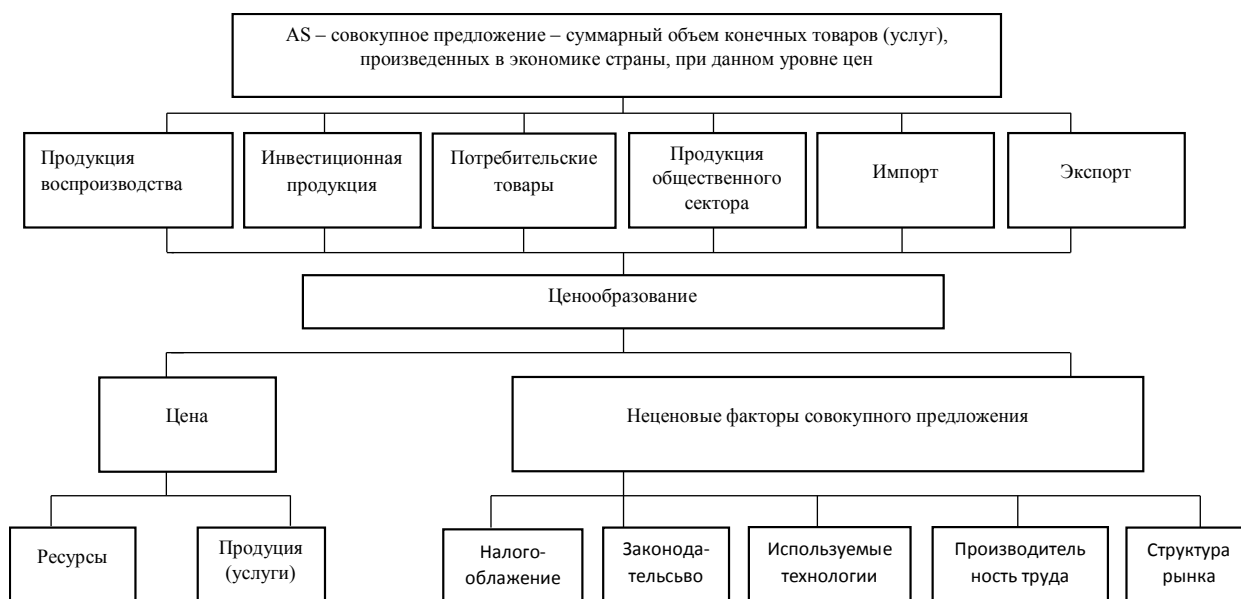 AS – совокупное предложение – суммарный объем конечных товаров (услуг),
произведенных в экономике страны, при данном уровне цен
Продукция
воспроизводства
Инвестиционная
продукция
Потребительские
товары
Продукция
общественного
сектора
Импорт
Экспорт
Ценообразование
Цена
Неценовые факторы совокупного предложения
Ресурсы
Продуция
(услуги)
Налого-
облажение
Законода-
тельсьво
Используемые
технологии
Производитель
ность труда
Структура
рынка